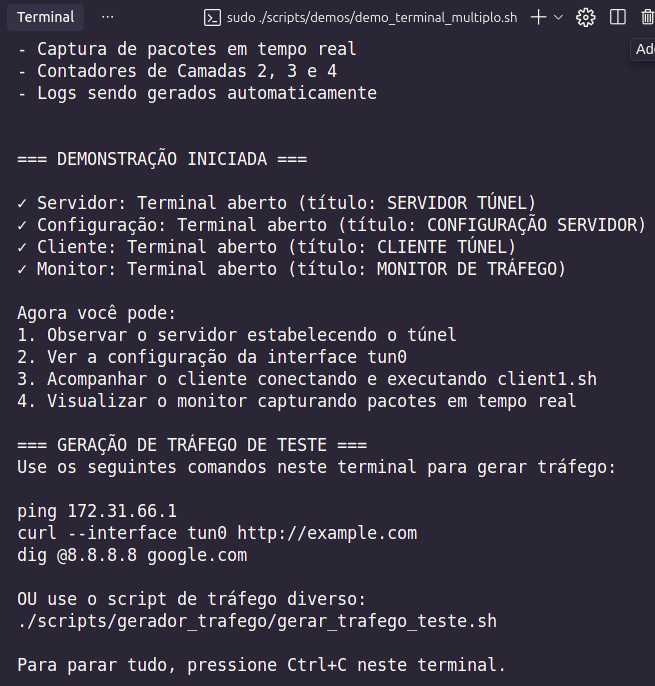 Terminal
···
sudo ./scripts/demos/demo_terminal_multiplo.sh
Ad
- Captura de pacotes em tempo real
- Contadores de Camadas 2, 3 e 4
- Logs sendo gerados automaticamente
=== DEMONSTRAÇÃO INICIADA ===
✓ Servidor: Terminal aberto (título: SERVIDOR TÚNEL)
✓ Configuração: Terminal aberto (título: CONFIGURAÇÃO SERVIDOR)
✓ Cliente: Terminal aberto (título: CLIENTE TÚNEL)
✓ Monitor: Terminal aberto (título: MONITOR DE TRÁFEGO)
Agora você pode:
1. Observar o servidor estabelecendo o túnel
2. Ver a configuração da interface tun0
3. Acompanhar o cliente conectando e executando client1.sh
4. Visualizar o monitor capturando pacotes em tempo real
=== GERAÇÃO DE TRÁFEGO DE TESTE ===
Use os seguintes comandos neste terminal para gerar tráfego:
ping 172.31.66.1
curl --interface tun0 http://example.com
dig @8.8.8.8 google.com
OU use o script de tráfego diverso:
./scripts/gerador_trafego/gerar_trafego_teste.sh
Para parar tudo, pressione Ctrl+C neste terminal.